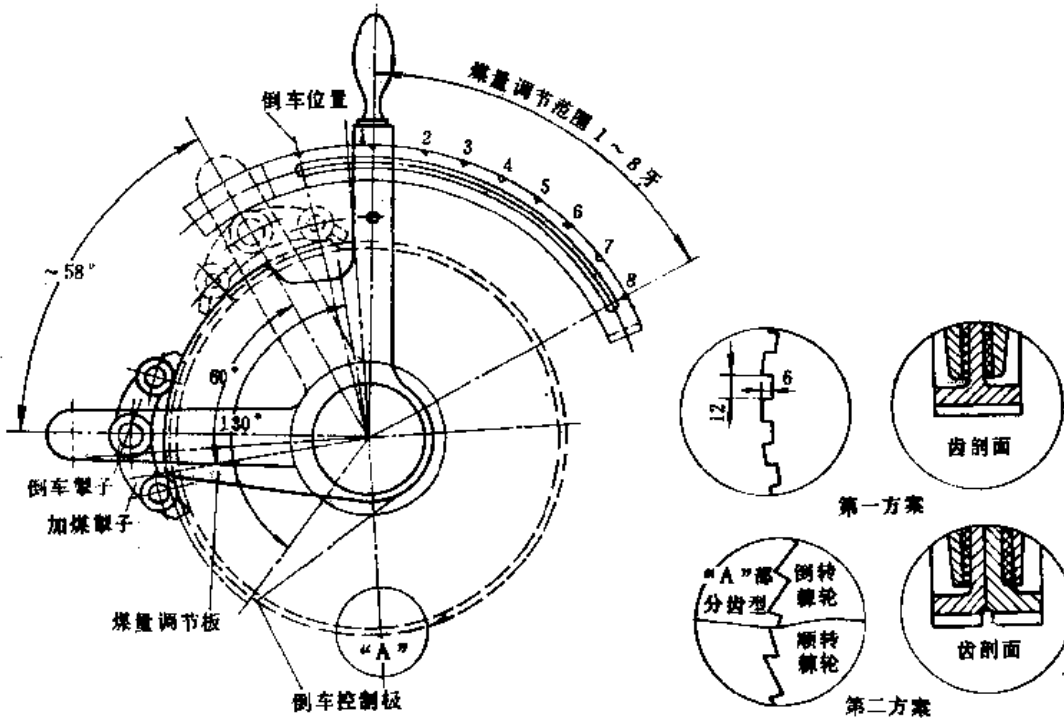 煤量调节范围1～8牙
倒车位置
1
2
3
4
5
6
7
8
~58°
60°
130°
倒车掣子
加煤掣子
煤量调节板
倒车控制板
“A”
6
12
齿剖面
第一方案
“A”部
分齿型
倒转
棘轮
顺转
棘轮
齿剖面
第二方案